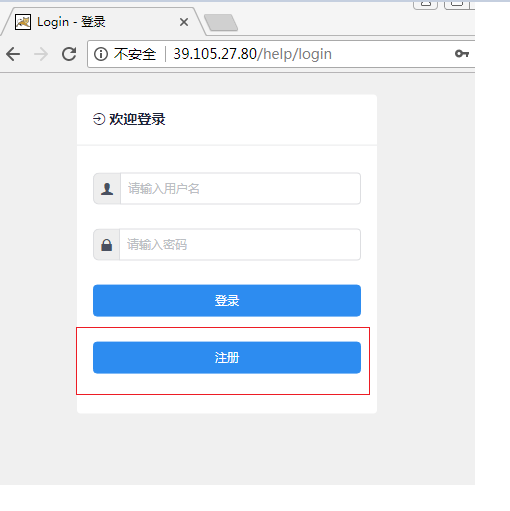 Login - 登录
不安全 39.105.27.80/help/login
欢迎登录
请输入用户名
请输入密码
登录
注册